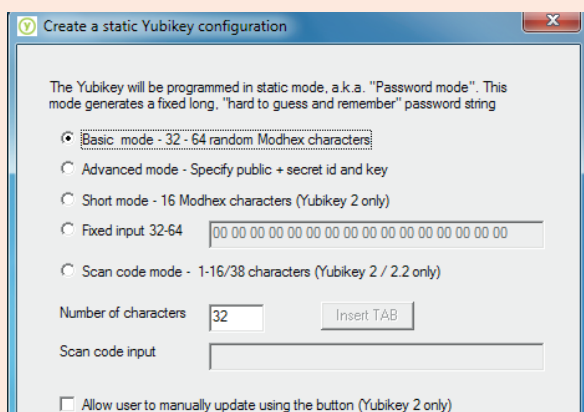 Create a static Yubikey configuration
The Yubikey will be programmed in static mode, a.k.a. "Password mode". This
mode generates a fixed long, "hard to guess and remember" password string
Basic mode - 32 - 64 random Modhex characters
Advanced mode - Specify public + secret id and key
Short mode - 16 Modhex characters (Yubikey 2 only)
Fixed input 32-64 00 00 00 00 00 00 00 00 00 00 00 00 00 00 00 00
Scan code mode - 1-16/38 characters (Yubikey 2 / 2.2 only)
Number of characters 32 Insert TAB
Scan code input
Allow user to manually update using the button (Yubikey 2 only)